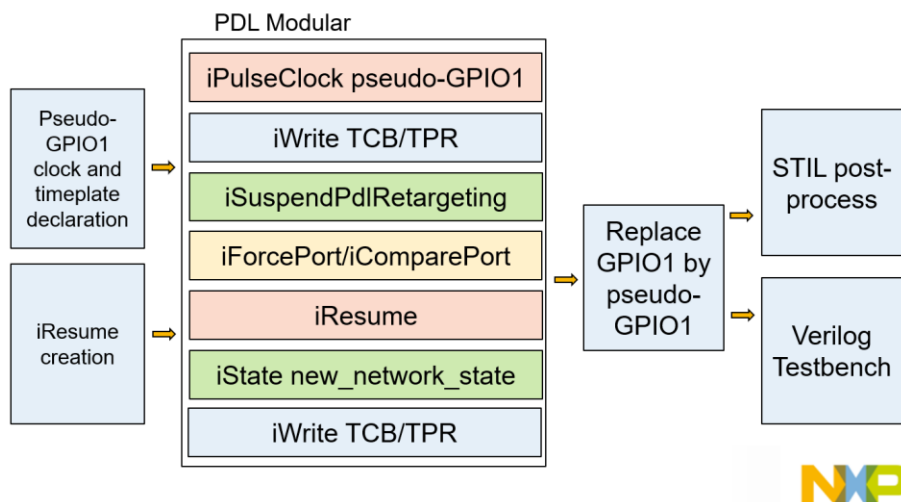 PDL Modular
Pseudo-
GPIO1
clock and
timeplate
declaration
iResume
creation
iPulseClock pseudo-GPIO1
iWrite TCB/TPR
iSuspendPdlRetargeting
iForcePort/iComparePort
iResume
iState new_network_state
iWrite TCB/TPR
Replace
GPIO1 by
pseudo-
GPIO1
STIL post-
process
Verilog
Testbench
NXP